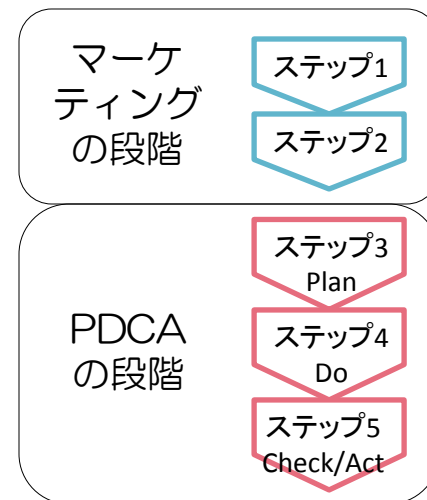 マーケ
ティング
の段階
ステップ1
ステップ2
PDCA
の段階
ステップ3
Plan
ステップ4
Do
ステップ5
Check/Act